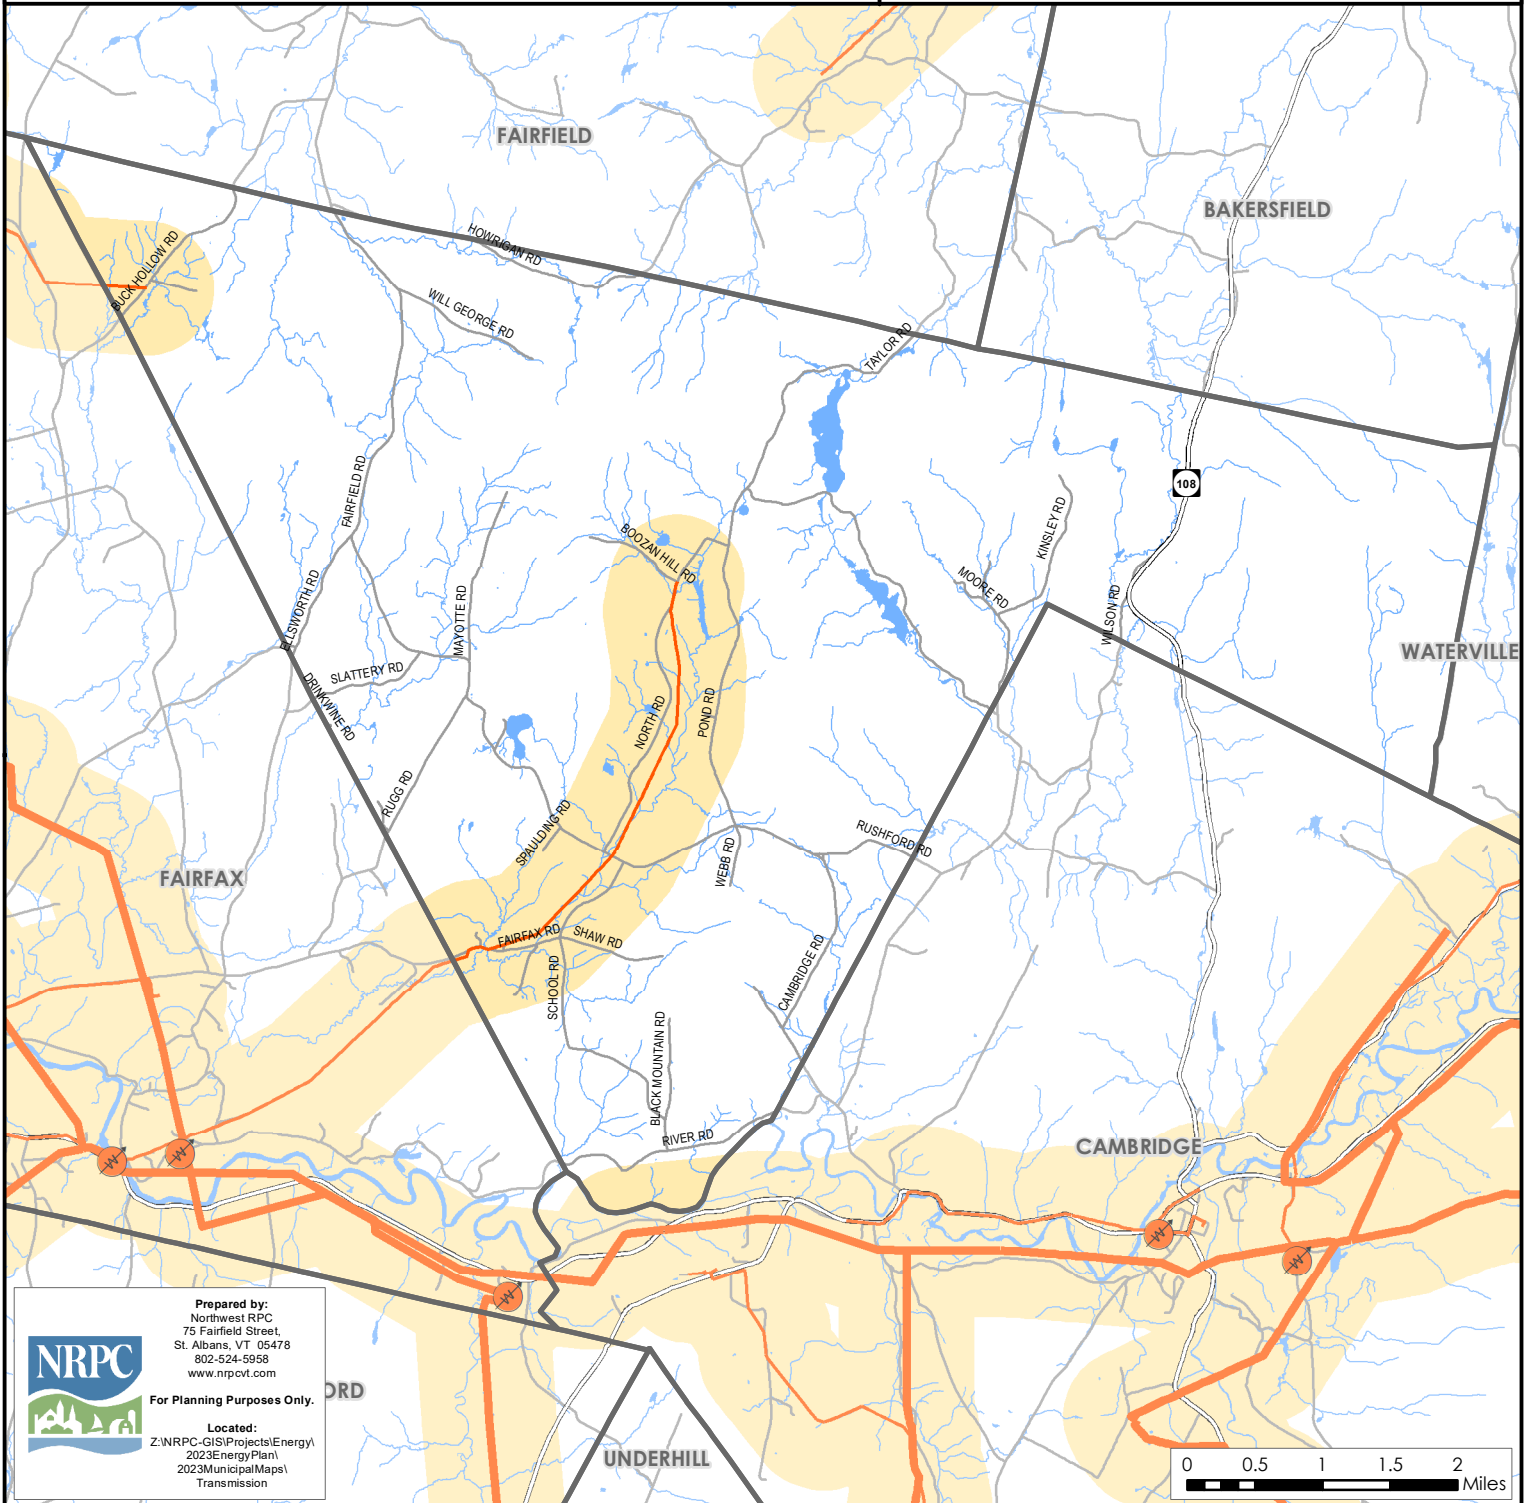 FAIRFIELD
BAKERSFIELD
HOWRIGAN RD
BUCK HOLLOW RD
WILL GEORGE RD
TAYLOR RD
108
FAIRFIELD RD
KINSLEY RD
BOOZAN HILL RD
MOORE RD
ELLSWORTH RD
MAYOTTE RD
WILSON RD
WATERVILLE
SLATTERY RD
DRINKWINE RD
NORTH RD
POND RD
RUGG RD
SPAULDING RD
RUSHFORD RD
WEBB RD
FAIRFAX
FAIRFAX RD
SHAW RD
SCHOOL RD
CAMBRIDGE RD
BLACK MOUNTAIN RD
RIVER RD
CAMBRIDGE
W
W
W
W
W
Prepared by:
Northwest RPC
75 Fairfield Street,
St. Albans, VT 05478
802-524-5958
www.nrpcvt.com
NRPC
For Planning Purposes Only.
Located:
Z:\NRPC-GIS\Projects\Energy\
2023EnergyPlan\
2023MunicipalMaps\
Transmission
ORD
UNDERHILL
0 0.5 1 1.5 2
Miles